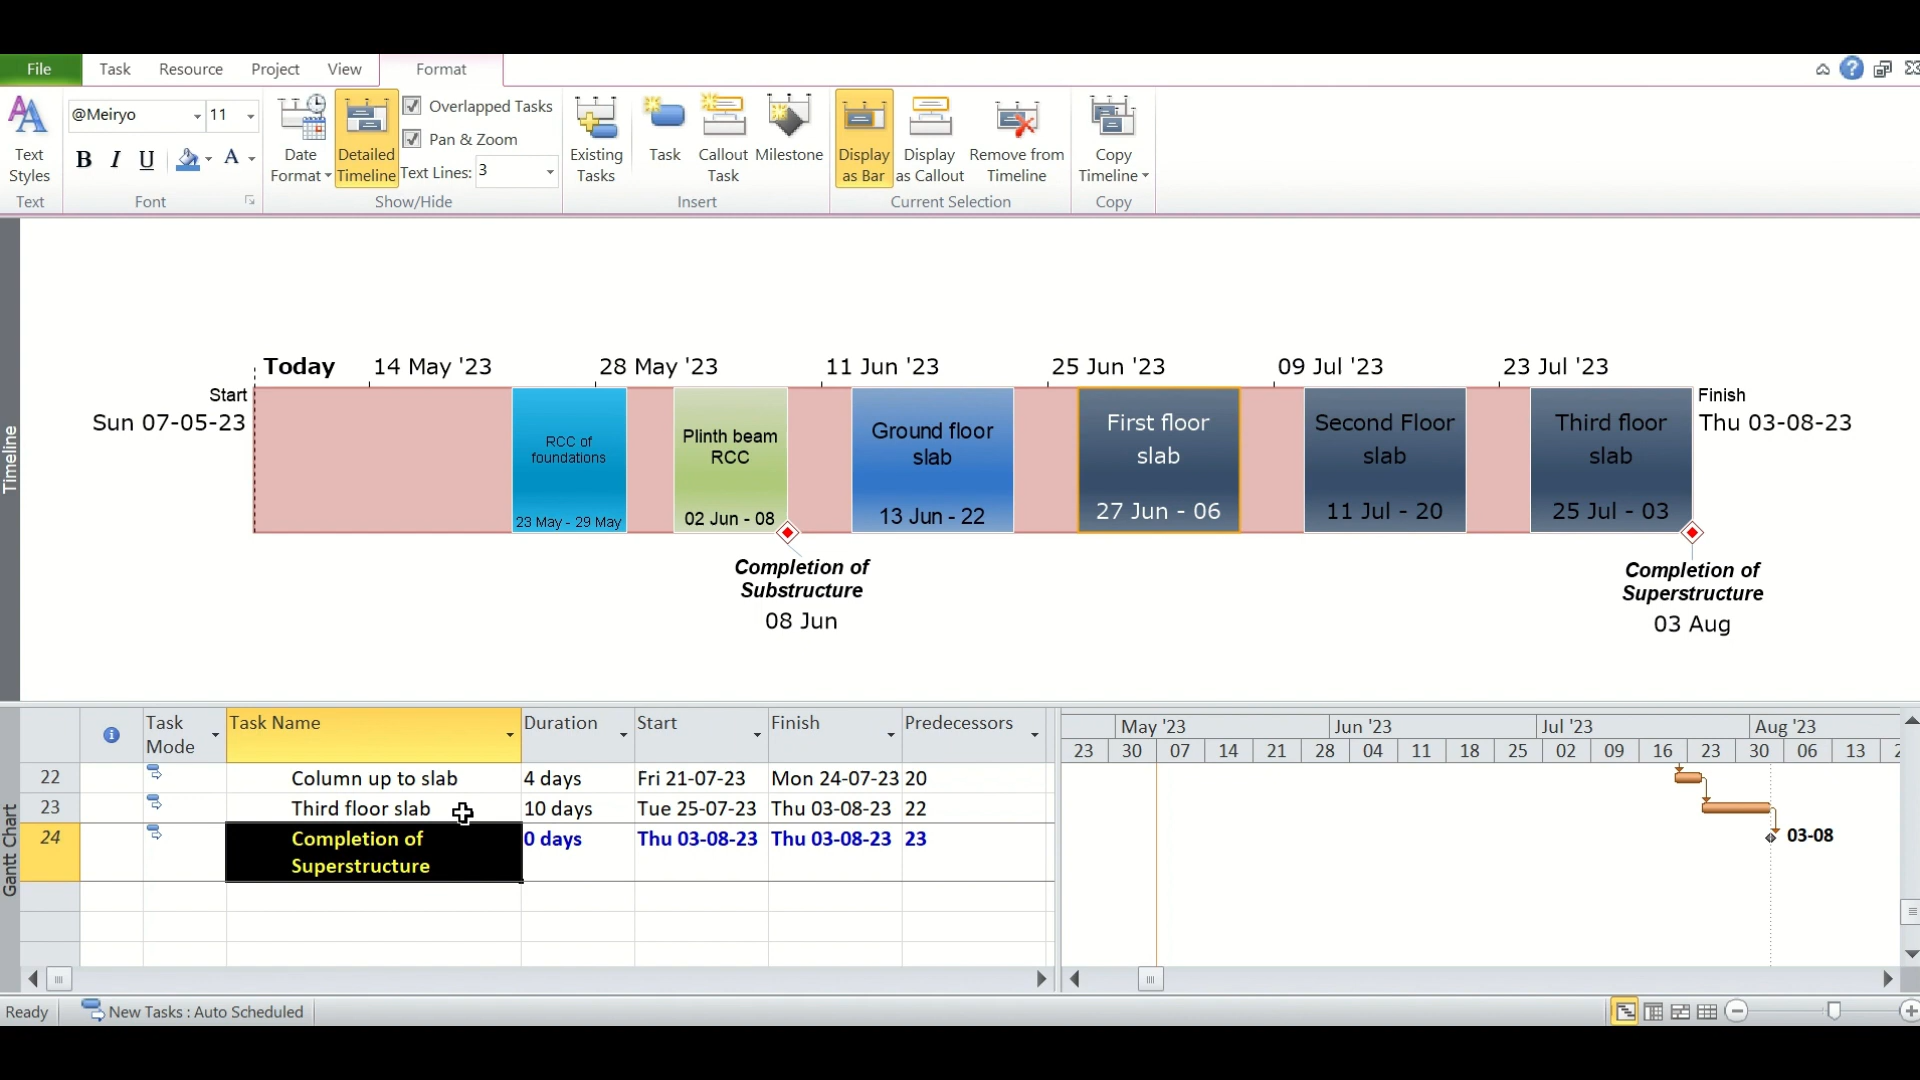 File Task Resource Project View Format
@Meiryo 11
B I U A
Text Styles
Date Format
Detailed Timeline
Overlapped Tasks
Pan & Zoom
Text Lines: 3
Existing Tasks
Task
Callout Task
Milestone
Display as Bar
Display as Callout
Remove from Timeline
Copy Timeline
Text Font Show/Hide Insert Current Selection Copy
Timeline
Today 14 May '23 28 May '23 11 Jun '23 25 Jun '23 09 Jul '23 23 Jul '23
Start
Sun 07-05-23
RCC of
foundations
23 May - 29 May
Plinth beam
RCC
02 Jun - 08
Ground floor
slab
13 Jun - 22
First floor
slab
27 Jun - 06
Second Floor
slab
11 Jul - 20
Third floor
slab
25 Jul - 03
Finish
Thu 03-08-23
Completion of
Substructure
08 Jun
Completion of
Superstructure
03 Aug
Gantt Chart
Task Mode Task Name Duration Start Finish Predecessors
22 Column up to slab 4 days Fri 21-07-23 Mon 24-07-23 20
23 Third floor slab 10 days Tue 25-07-23 Thu 03-08-23 22
24 Completion of Superstructure 0 days Thu 03-08-23 Thu 03-08-23 23
May '23 Jun '23 Jul '23 Aug '23
23 30 07 14 21 28 04 11 18 25 02 09 16 23 30 06 13
03-08
Ready New Tasks : Auto Scheduled